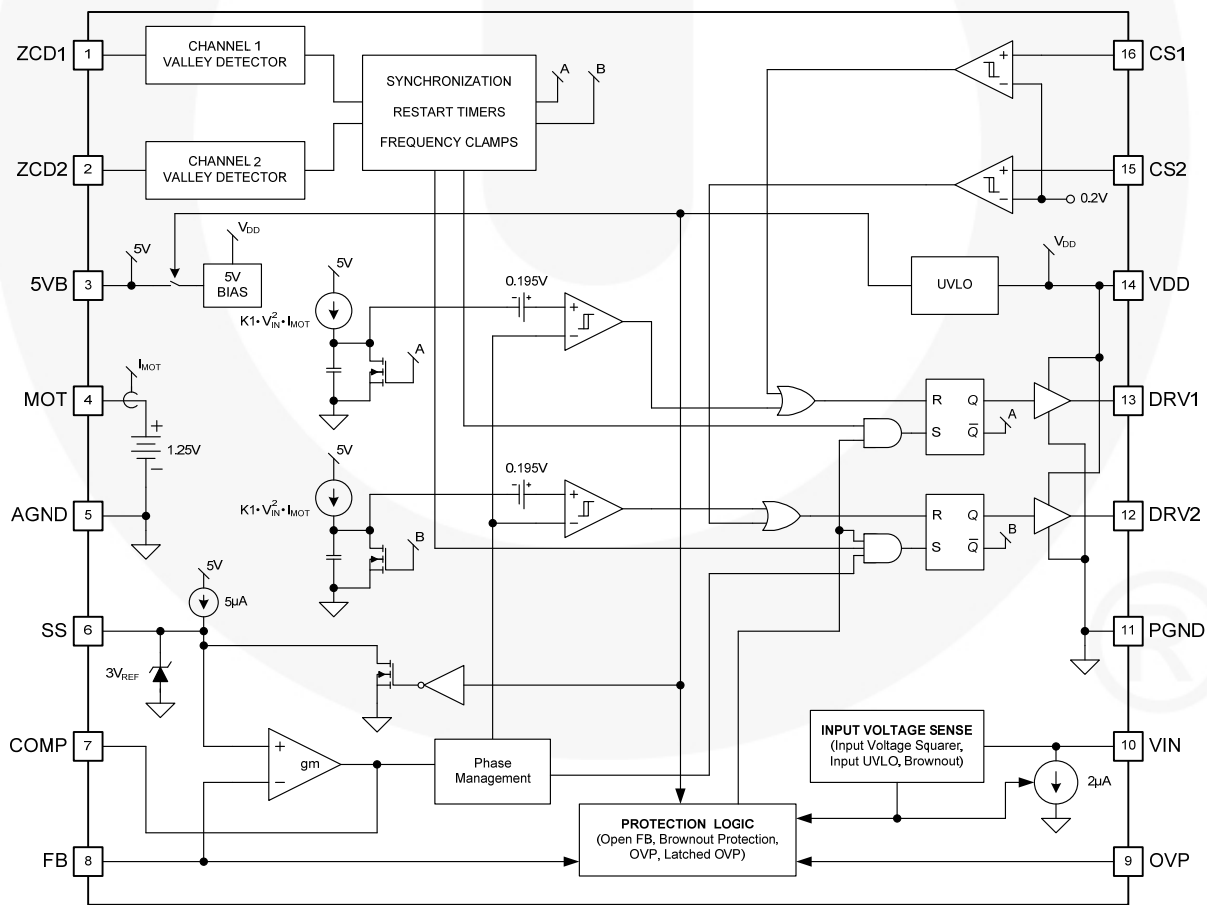 ZCD1
1
CHANNEL 1
VALLEY DETECTOR
SYNCHRONIZATION
RESTART TIMERS
FREQUENCY CLAMPS
A
B
+
−
16
CS1
ZCD2
2
CHANNEL 2
VALLEY DETECTOR
+
−
15
CS2
0.2V
5VB
3
5V
VDD
5V
BIAS
5V
K1•V²IN•IMOT
0.195V
- +
+
−
A
UVLO
VDD
14
VDD
MOT
4
IMOT
+
1.25V
−
R
Q
S
Q̅
A
13
DRV1
AGND
5
5V
K1•V²IN•IMOT
0.195V
- +
+
−
B
R
Q
S
Q̅
B
12
DRV2
SS
6
5V
5µA
3VREF
11
PGND
COMP
7
+
gm
−
Phase
Management
INPUT VOLTAGE SENSE
(Input Voltage Squarer,
Input UVLO, Brownout)
10
VIN
2µA
FB
8
PROTECTION LOGIC
(Open FB, Brownout Protection,
OVP, Latched OVP)
9
OVP
®